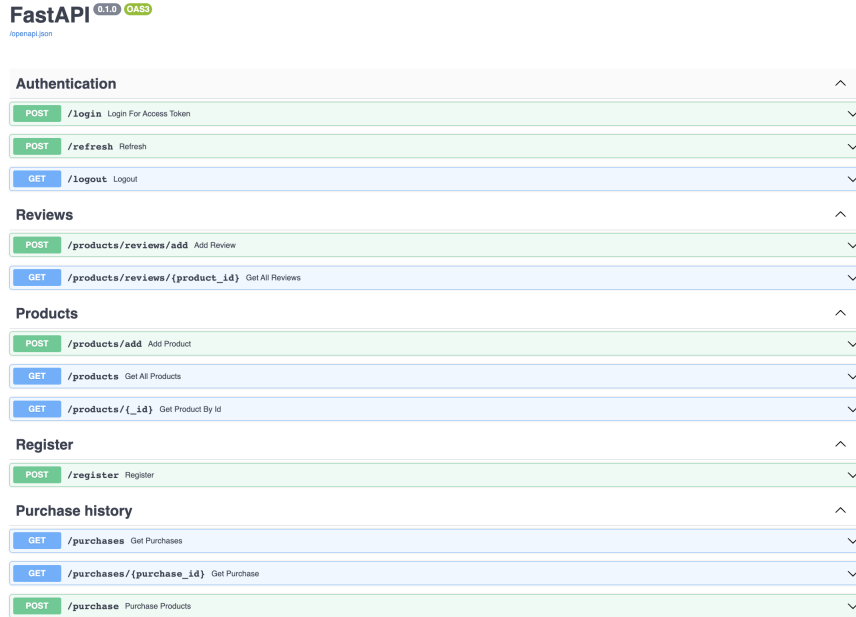 FastAPI 0.1.0 OAS3
/openapi.json
Authentication
POST /login Login For Access Token
POST /refresh Refresh
GET /logout Logout
Reviews
POST /products/reviews/add Add Review
GET /products/reviews/{product_id} Get All Reviews
Products
POST /products/add Add Product
GET /products Get All Products
GET /products/{_id} Get Product By Id
Register
POST /register Register
Purchase history
GET /purchases Get Purchases
GET /purchases/{purchase_id} Get Purchase
POST /purchase Purchase Products